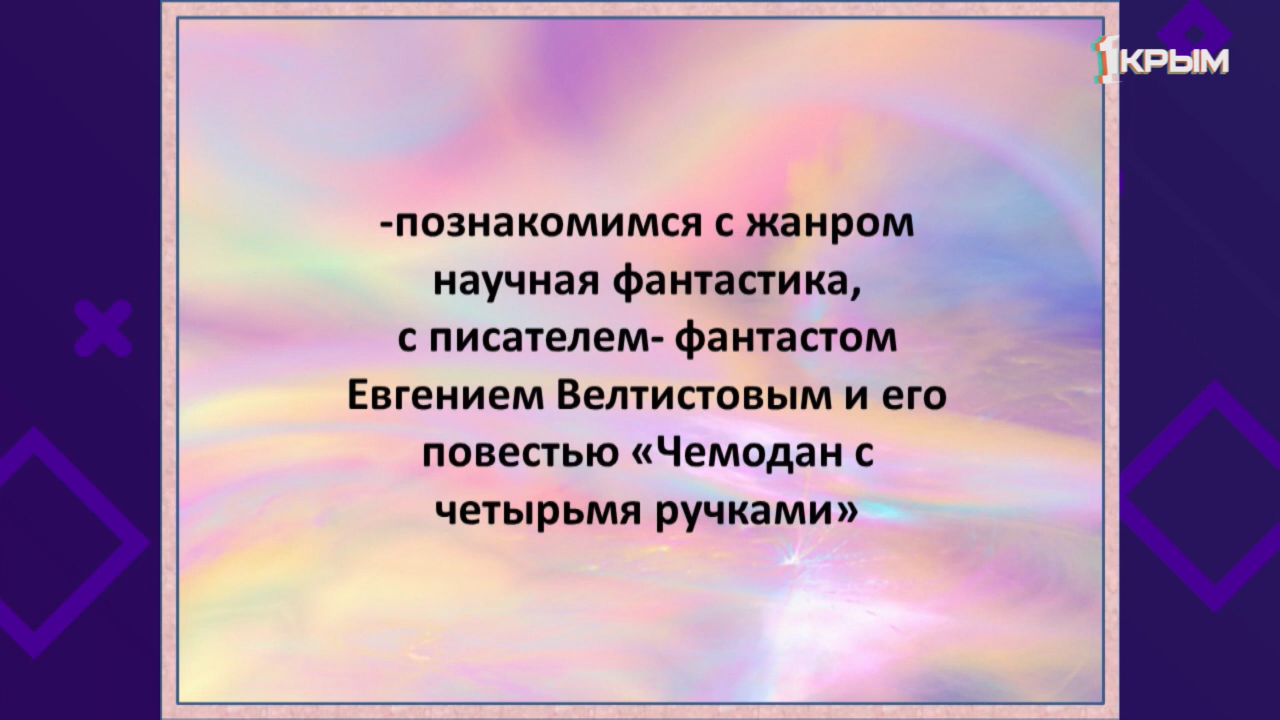 1КРЫМ
-познакомимся с жанром
научная фантастика,
с писателем- фантастом
Евгением Велтистовым и его
повестью «Чемодан с
четырьмя ручками»